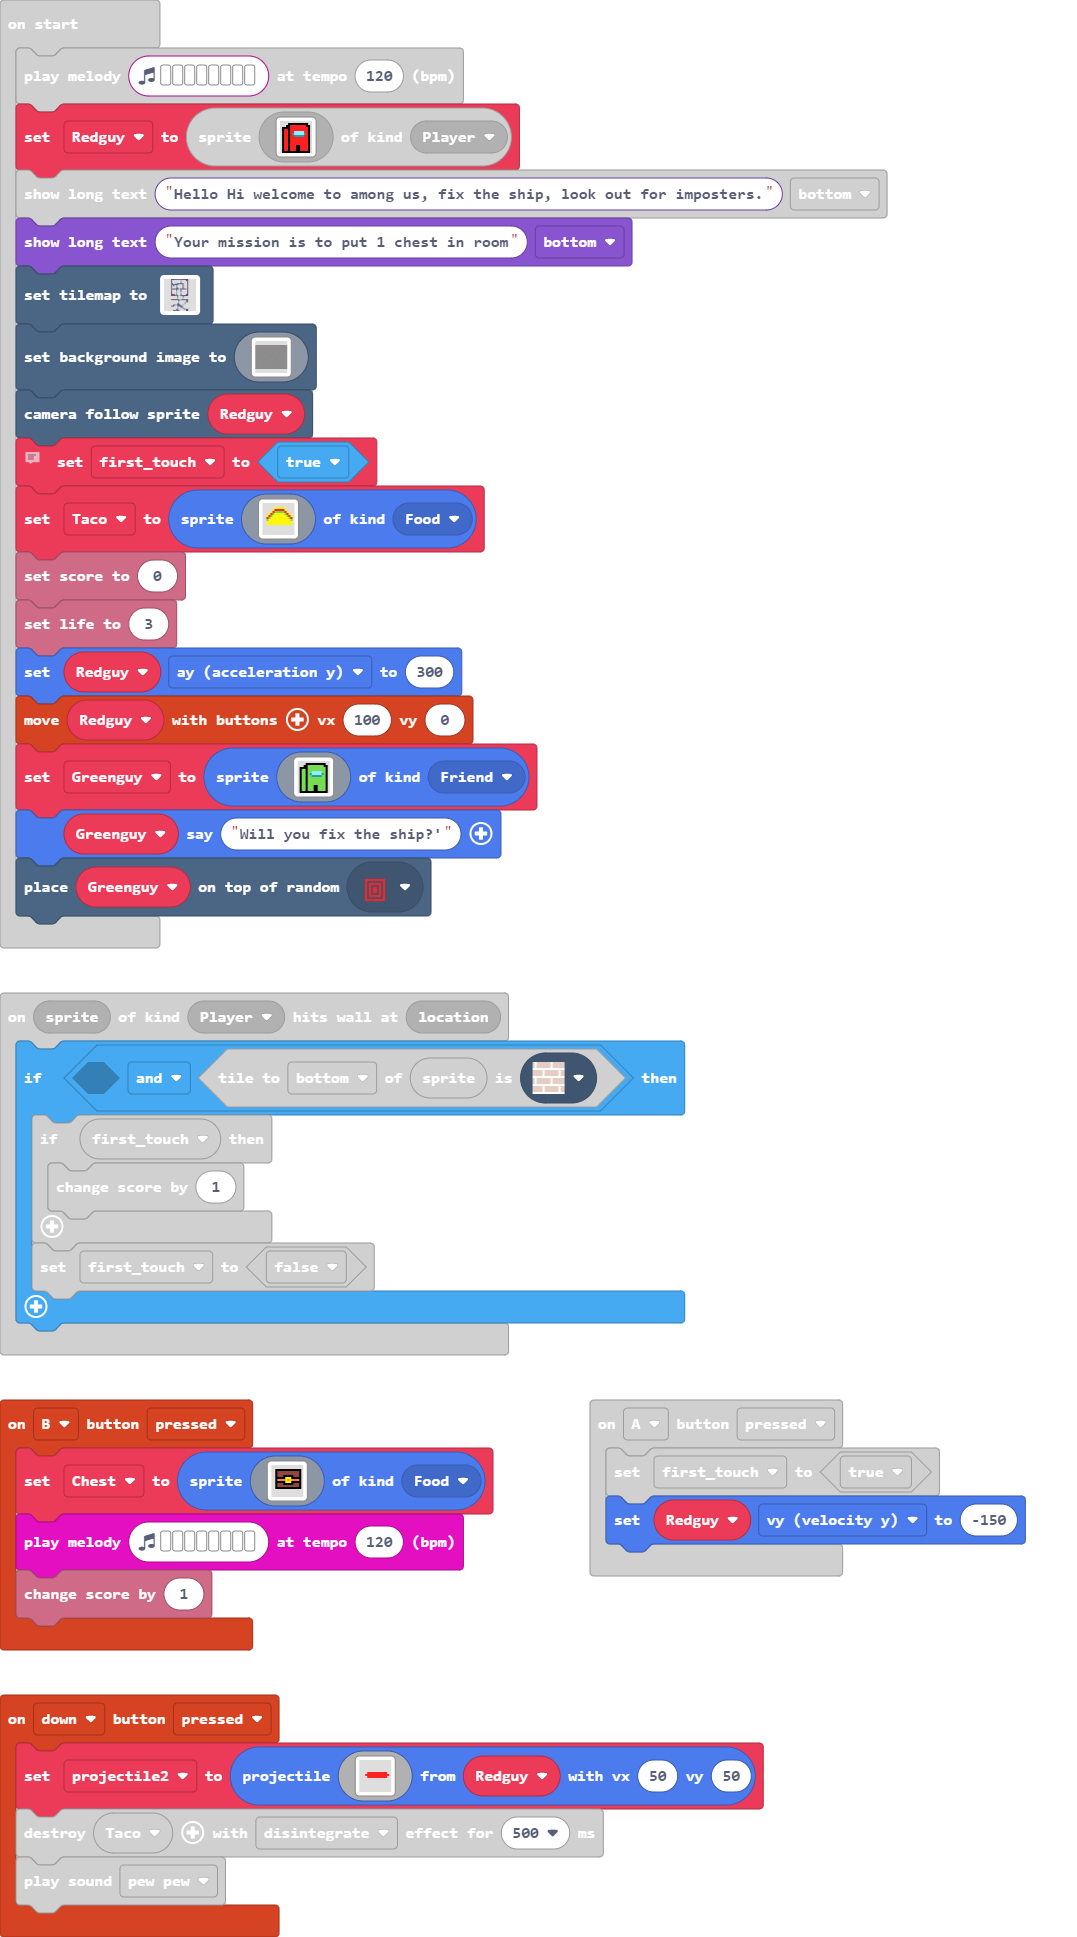 on start
play melody at tempo 120 (bpm)
set Redguy to sprite of kind Player
show long text "Hello Hi welcome to among us, fix the ship, look out for imposters." bottom
show long text "Your mission is to put 1 chest in room" bottom
set tilemap to
set background image to
camera follow sprite Redguy
set first_touch to true
set Taco to sprite of kind Food
set score to 0
set life to 3
set Redguy ay (acceleration y) to 300
move Redguy with buttons vx 100 vy 0
set Greenguy to sprite of kind Friend
Greenguy say "Will you fix the ship?'"
place Greenguy on top of random
on sprite of kind Player hits wall at location
if and tile to bottom of sprite is then
if first_touch then
change score by 1
set first_touch to false
on B button pressed
set Chest to sprite of kind Food
play melody at tempo 120 (bpm)
change score by 1
on A button pressed
set first_touch to true
set Redguy vy (velocity y) to -150
on down button pressed
set projectile2 to projectile from Redguy with vx 50 vy 50
destroy Taco with disintegrate effect for 500 ms
play sound pew pew